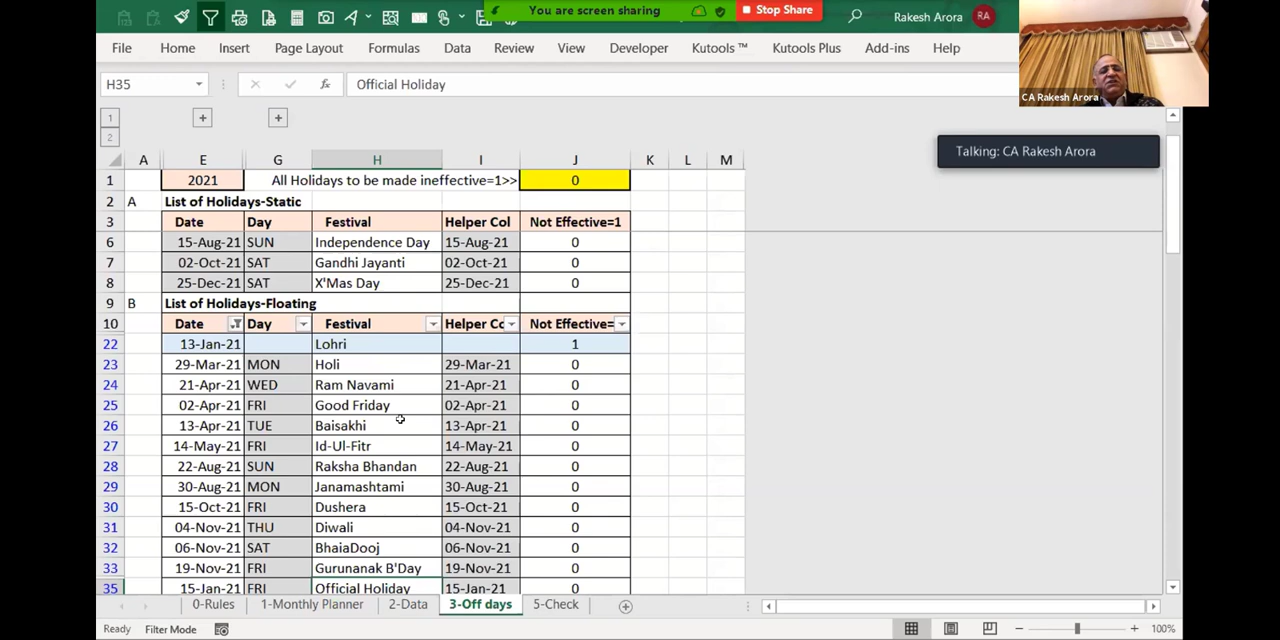 You are screen sharing
Stop Share
Rakesh Arora RA
File Home Insert Page Layout Formulas Data Review View Developer Kutools ™ Kutools Plus Add-ins Help
H35 fx Official Holiday
CA Rakesh Arora
1
2
Talking: CA Rakesh Arora
A E G H I J K L M
1 2021 All Holidays to be made ineffective=1>> 0
2 A List of Holidays-Static
3 Date Day Festival Helper Col Not Effective=1
6 15-Aug-21 SUN Independence Day 15-Aug-21 0
7 02-Oct-21 SAT Gandhi Jayanti 02-Oct-21 0
8 25-Dec-21 SAT X'Mas Day 25-Dec-21 0
9 B List of Holidays-Floating
10 Date Day Festival Helper Cc Not Effective=
22 13-Jan-21 Lohri 1
23 29-Mar-21 MON Holi 29-Mar-21 0
24 21-Apr-21 WED Ram Navami 21-Apr-21 0
25 02-Apr-21 FRI Good Friday 02-Apr-21 0
26 13-Apr-21 TUE Baisakhi 13-Apr-21 0
27 14-May-21 FRI Id-Ul-Fitr 14-May-21 0
28 22-Aug-21 SUN Raksha Bhandan 22-Aug-21 0
29 30-Aug-21 MON Janamashtami 30-Aug-21 0
30 15-Oct-21 FRI Dushera 15-Oct-21 0
31 04-Nov-21 THU Diwali 04-Nov-21 0
32 06-Nov-21 SAT BhaiaDooj 06-Nov-21 0
33 19-Nov-21 FRI Gurunanak B'Day 19-Nov-21 0
35 15-Jan-21 FRI Official Holiday 15-Jan-21 0
0-Rules 1-Monthly Planner 2-Data 3-Off days 5-Check
Ready Filter Mode 100%